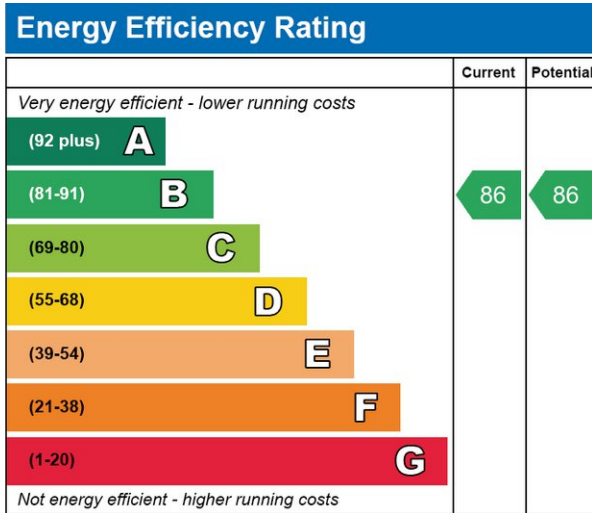 Energy Efficiency Rating
Current Potential
Very energy efficient - lower running costs
(92 plus) A
(81-91) B 86 86
(69-80) C
(55-68) D
(39-54) E
(21-38) F
(1-20) G
Not energy efficient - higher running costs